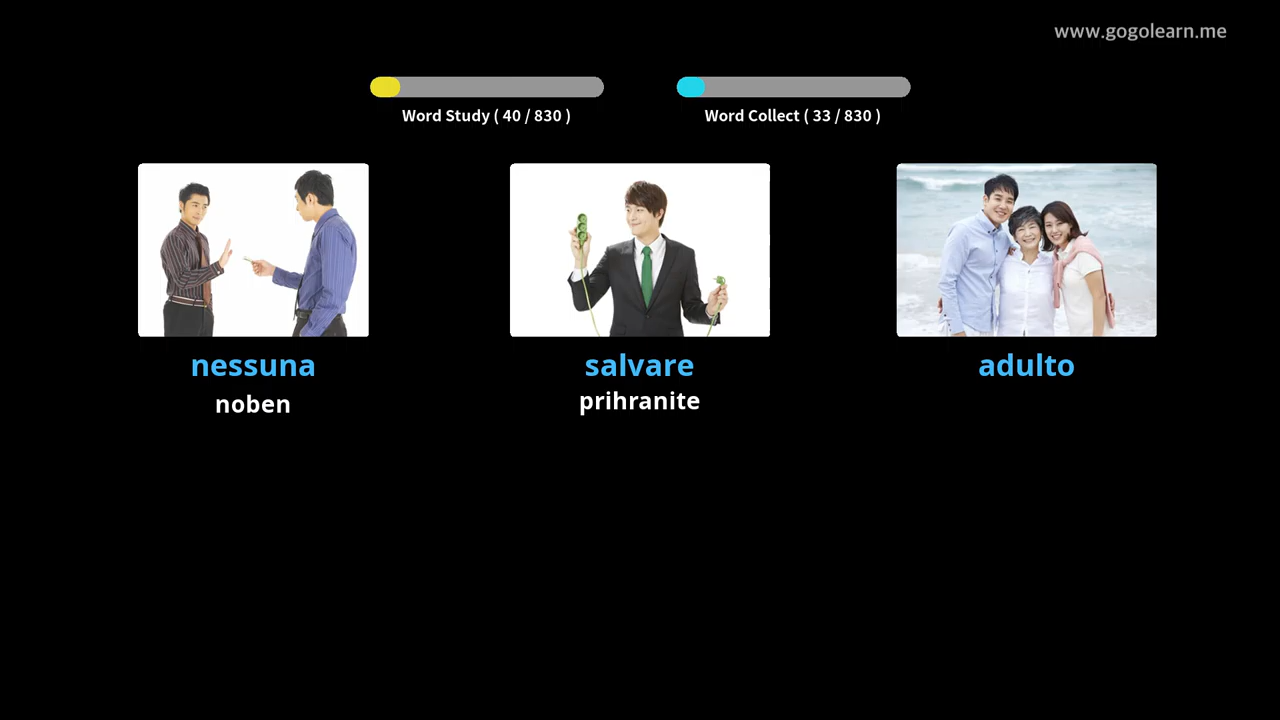 www.gogolearn.me
Word Study ( 40 / 830 )
Word Collect ( 33 / 830 )
nessuna
noben
salvare
prihranite
adulto